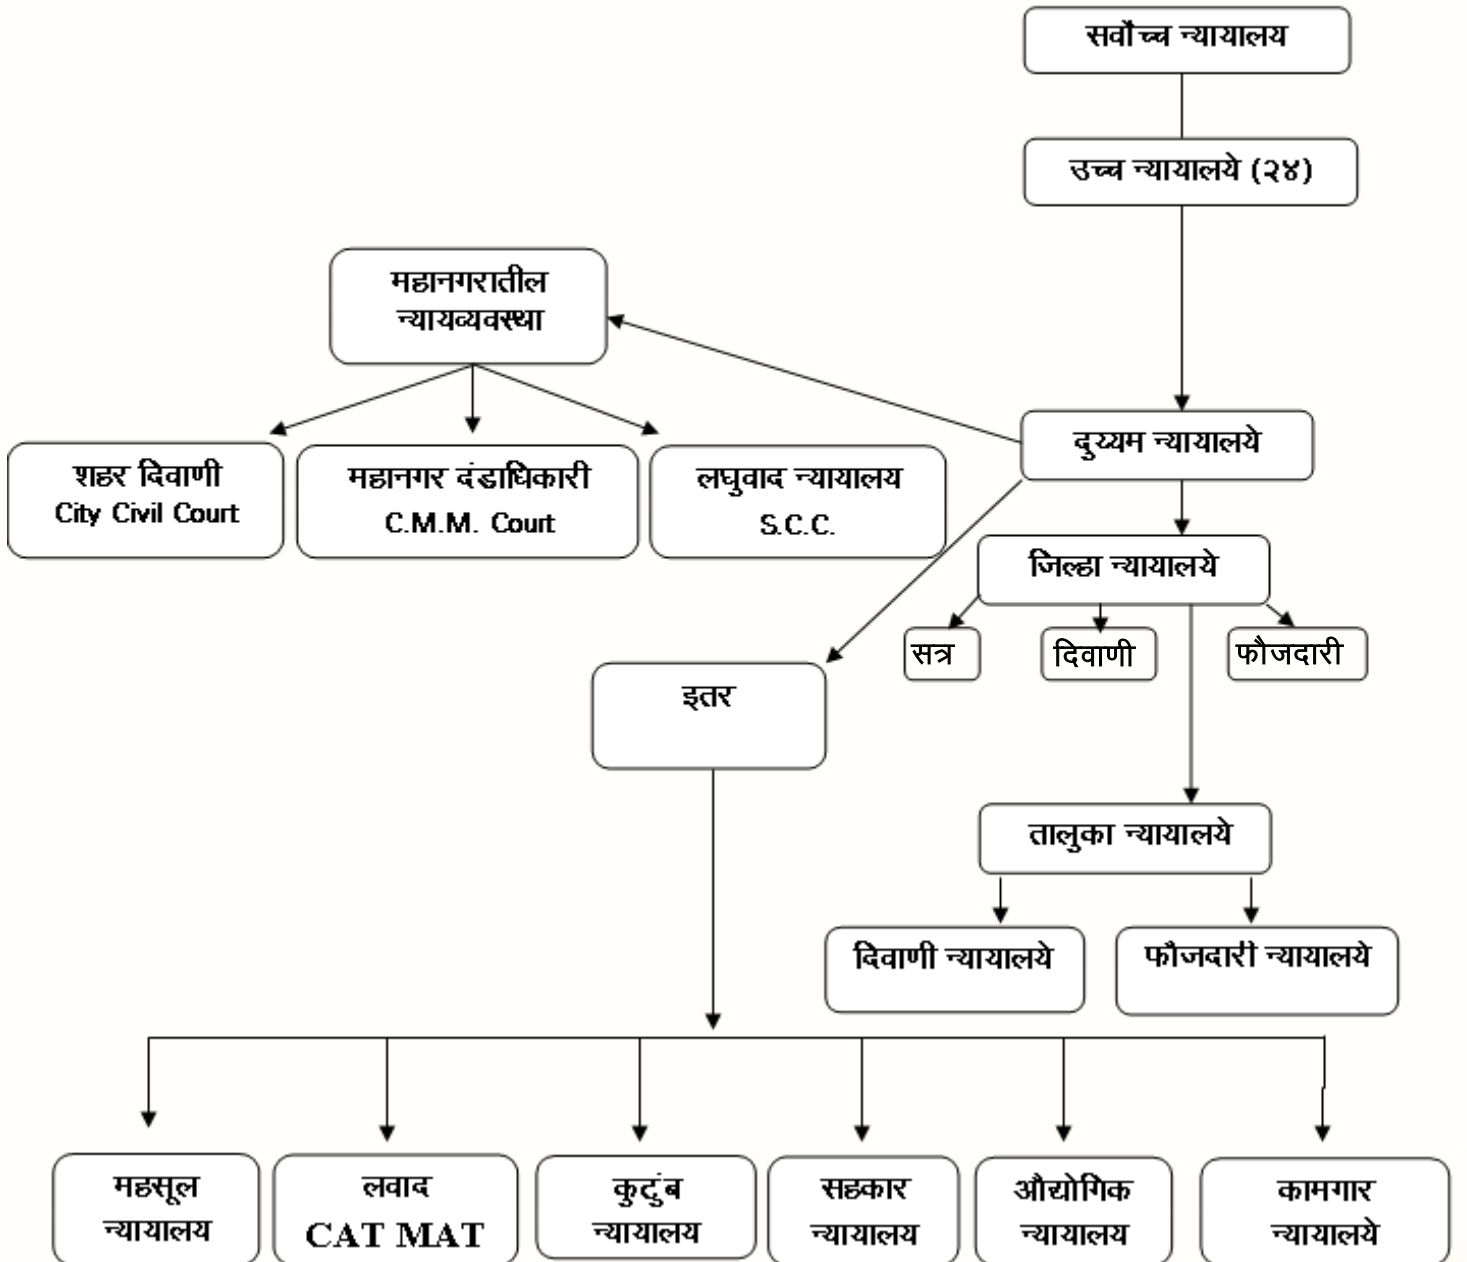 सर्वोच्च न्यायालय
उच्च न्यायालये (२४)
महानगरातील
न्यायव्यवस्था
दुय्यम न्यायालये
शहर दिवाणी
City Civil Court
महानगर दंडाधिकारी
C.M.M. Court
लघुवाद न्यायालय
S.C.C.
जिल्हा न्यायालये
सत्र
दिवाणी
फौजदारी
इतर
तालुका न्यायालये
दिवाणी न्यायालये
फौजदारी न्यायालये
महसूल
न्यायालय
लवाद
CAT MAT
कुटुंब
न्यायालय
सहकार
न्यायालय
औद्योगिक
न्यायालय
कामगार
न्यायालये